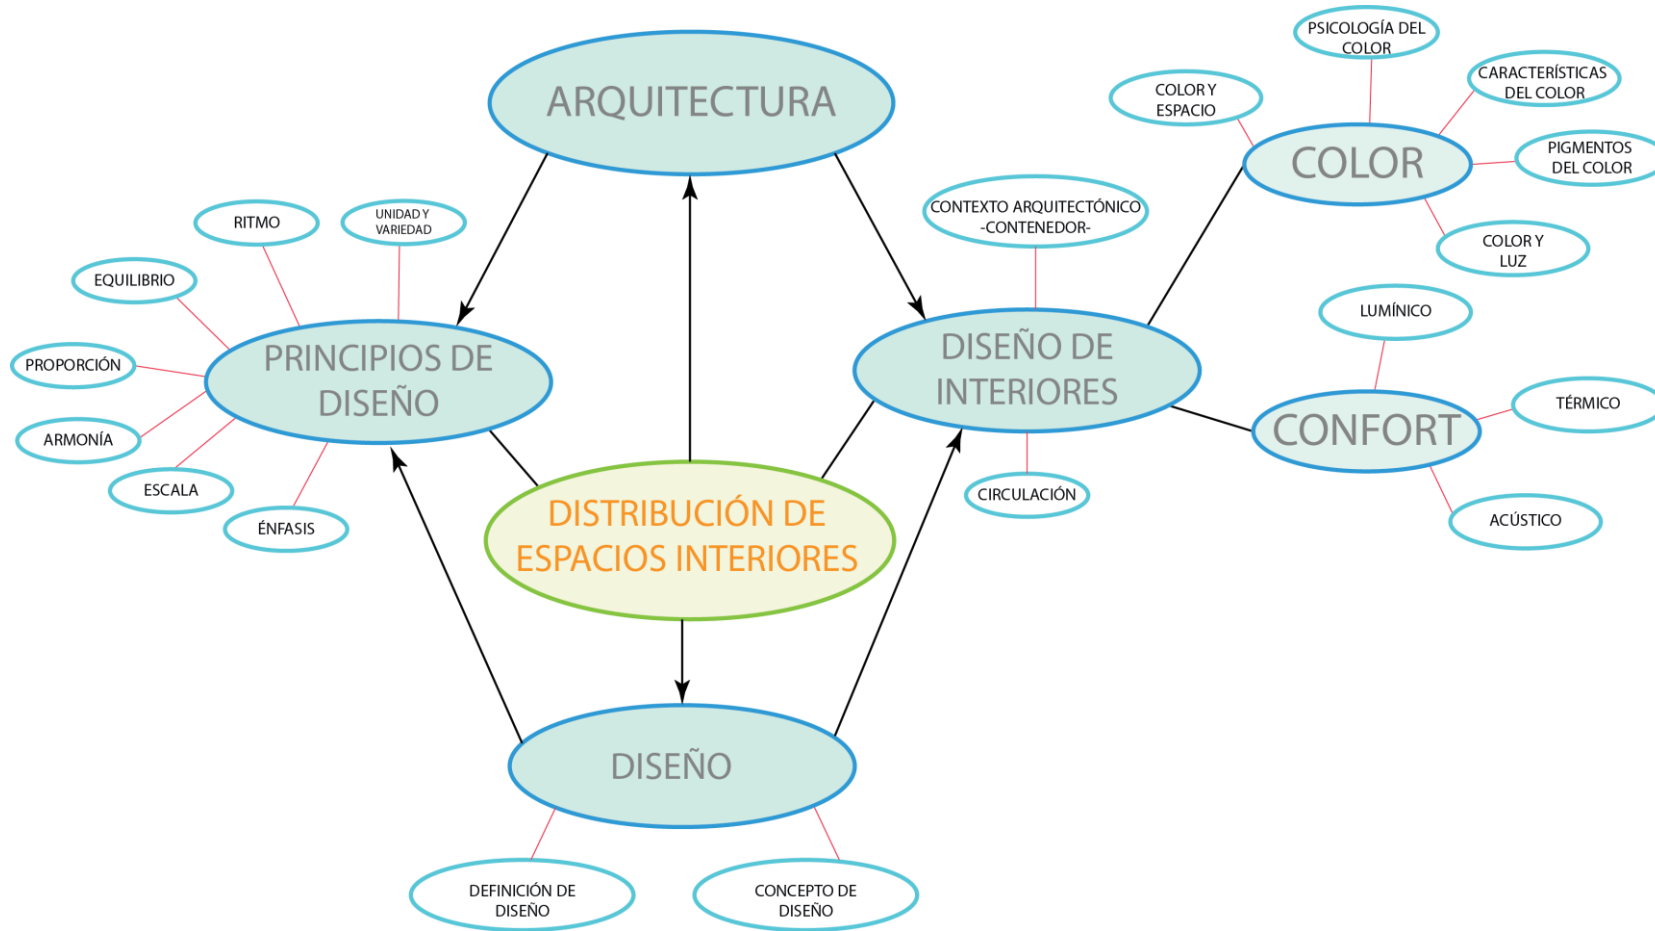 ARQUITECTURA
PRINCIPIOS DE
DISEÑO
RITMO
UNIDAD Y
VARIEDAD
EQUILIBRIO
PROPORCIÓN
ARMONÍA
ESCALA
ÉNFASIS
DISTRIBUCIÓN DE
ESPACIOS INTERIORES
DISEÑO DE
INTERIORES
CONTEXTO ARQUITECTÓNICO
-CONTENEDOR-
CIRCULACIÓN
COLOR
COLOR Y
ESPACIO
PSICOLOGÍA DEL
COLOR
CARACTERÍSTICAS
DEL COLOR
PIGMENTOS
DEL COLOR
COLOR Y
LUZ
CONFORT
LUMÍNICO
TÉRMICO
ACÚSTICO
DISEÑO
DEFINICIÓN DE
DISEÑO
CONCEPTO DE
DISEÑO